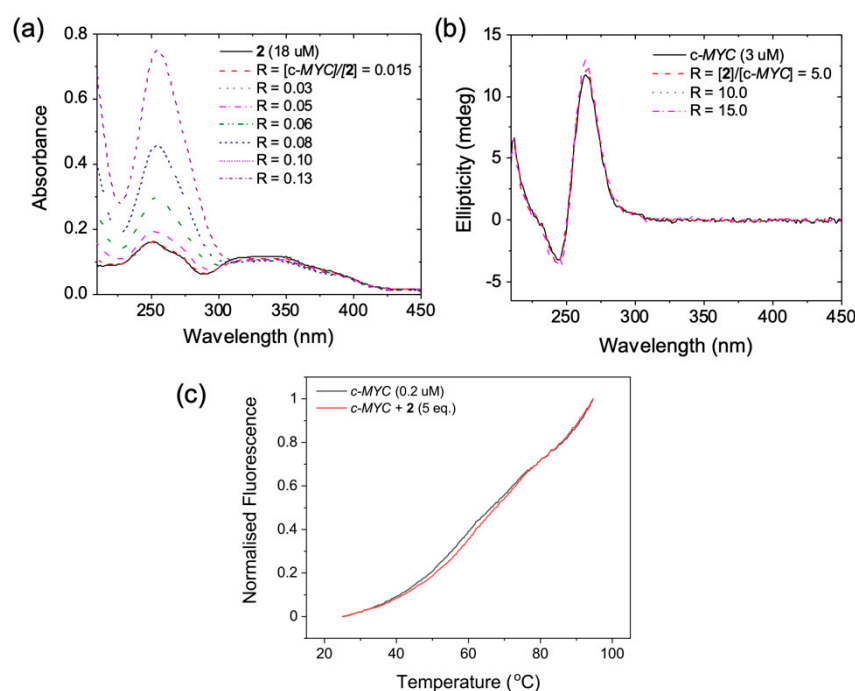 (a)
0.8
0.6
0.4
0.2
0.0
Absorbance
2 (18 uM)
R = [c-MYC]/[2] = 0.015
R = 0.03
R = 0.05
R = 0.06
R = 0.08
R = 0.10
R = 0.13
250 300 350 400 450
Wavelength (nm)
(b)
15
10
5
0
-5
Ellipticity (mdeg)
c-MYC (3 uM)
R = [2]/[c-MYC] = 5.0
R = 10.0
R = 15.0
250 300 350 400 450
Wavelength (nm)
(c)
1
0.8
0.6
0.4
0.2
0
Normalised Fluorescence
c-MYC (0.2 uM)
c-MYC + 2 (5 eq.)
20 40 60 80 100
Temperature (°C)